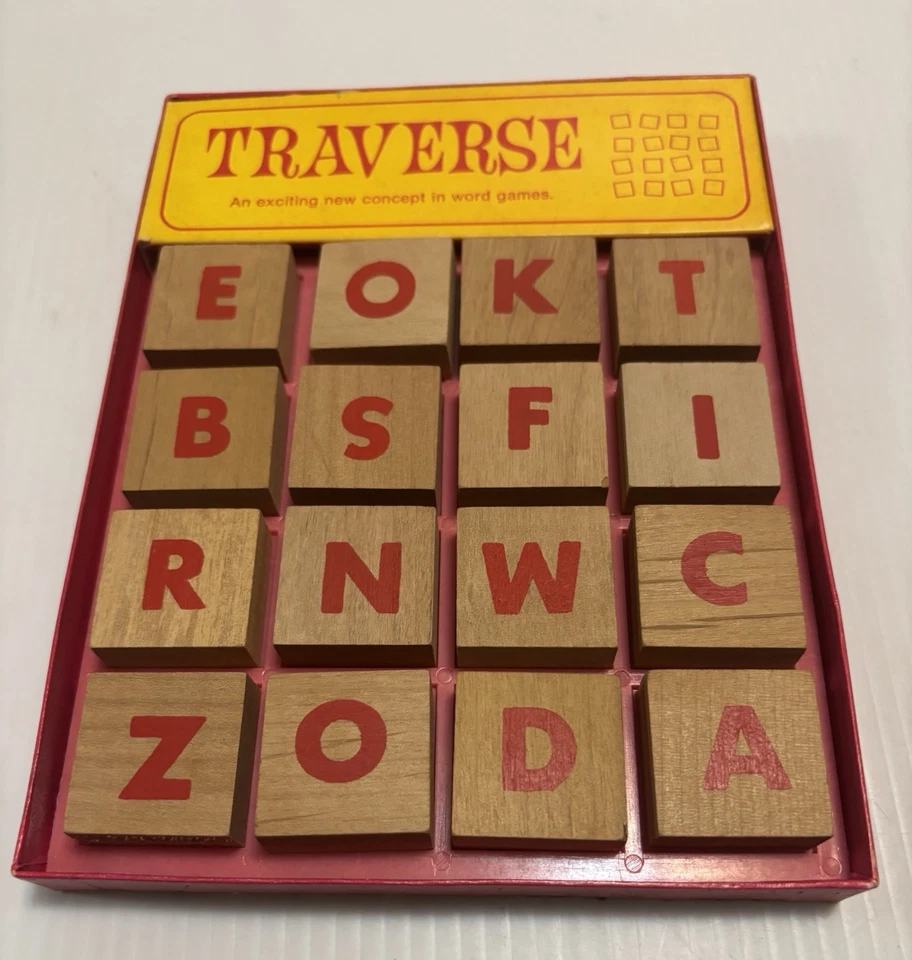 TRAVERSE
An exciting new concept in word games.
E O K T
B S F I
R N W C
Z O D A